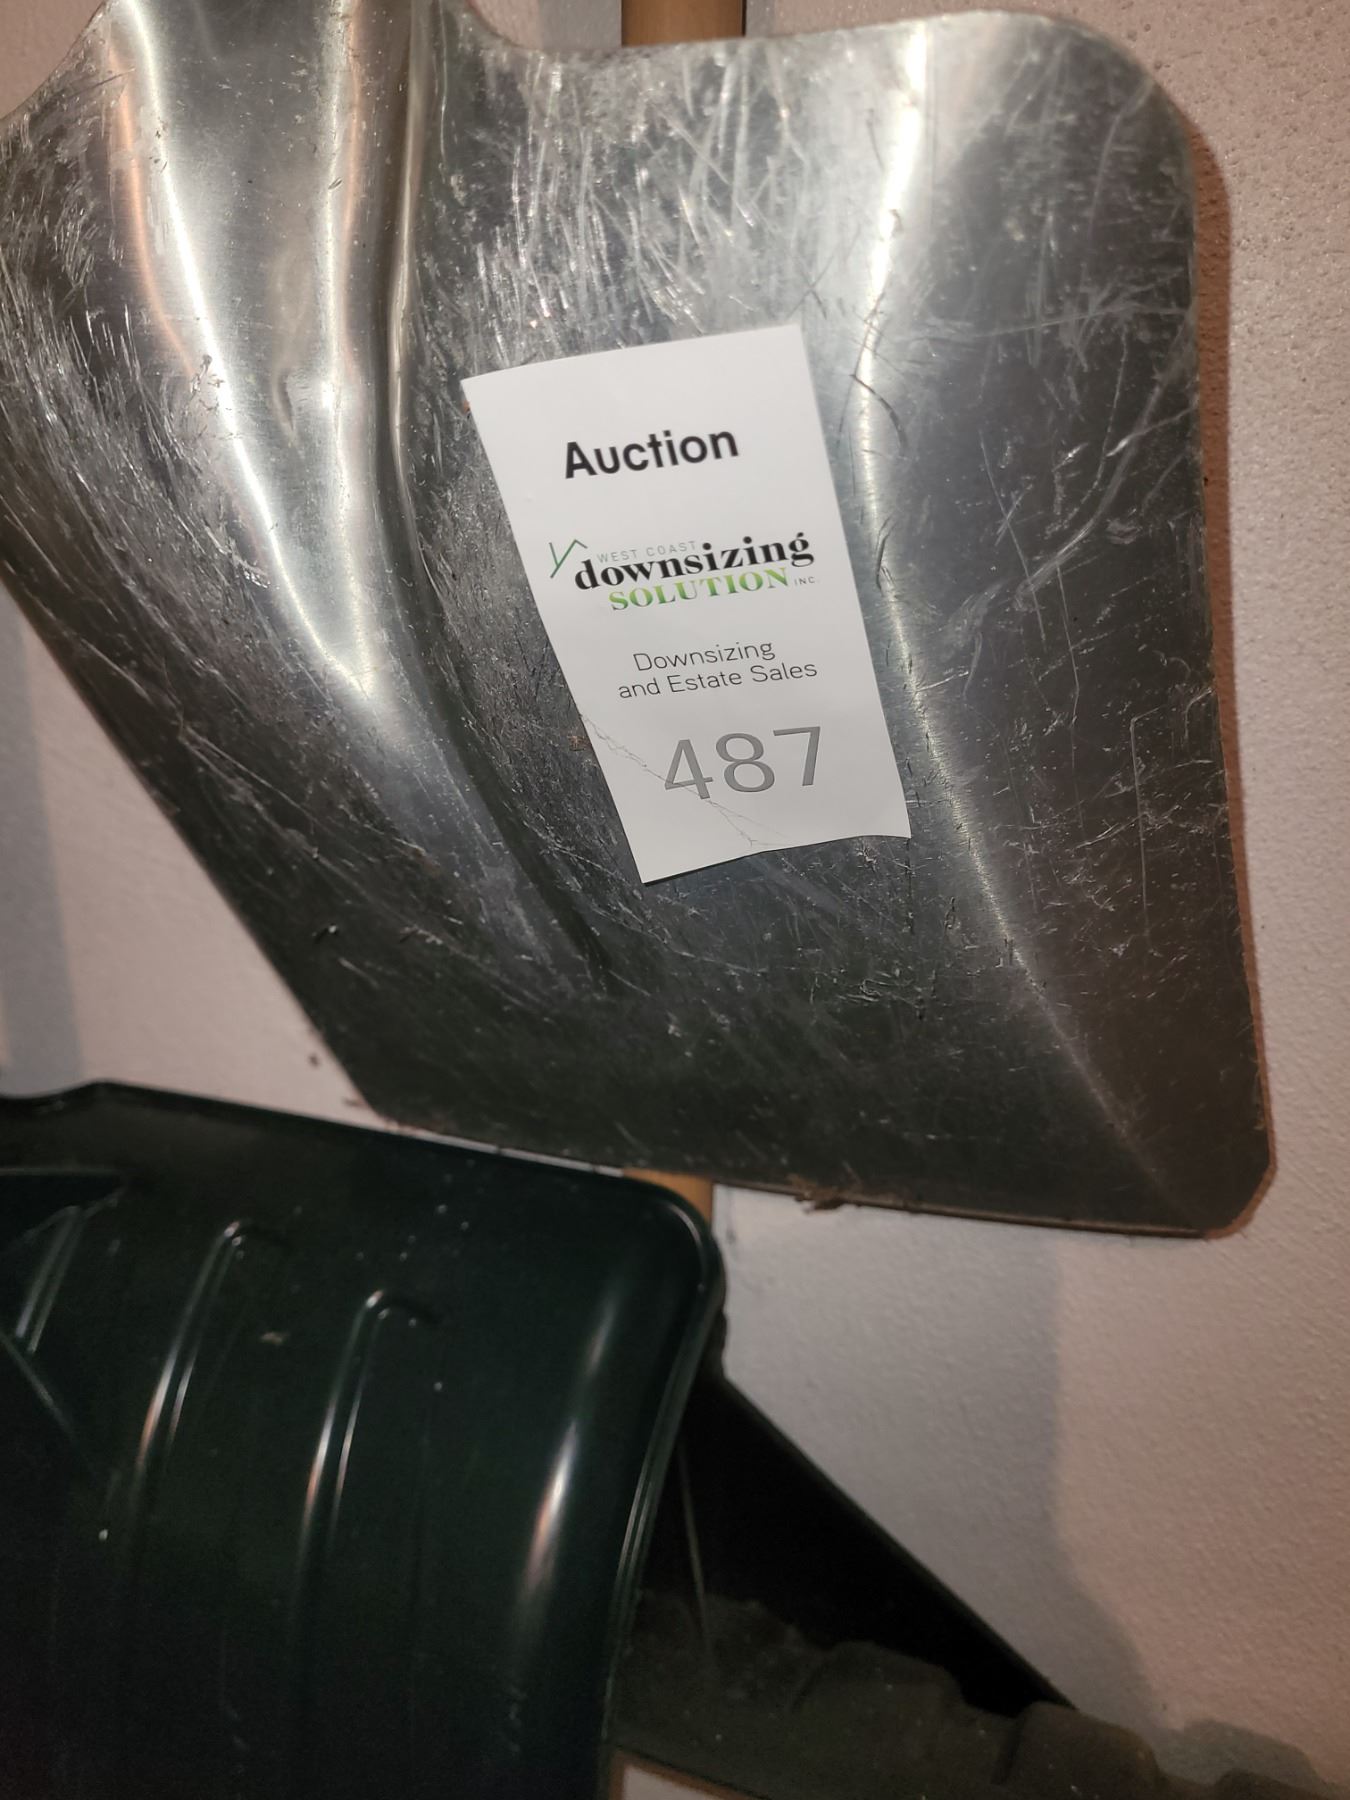 Auction
WEST COAST
downsizing
SOLUTION INC.
Downsizing
and Estate Sales
487